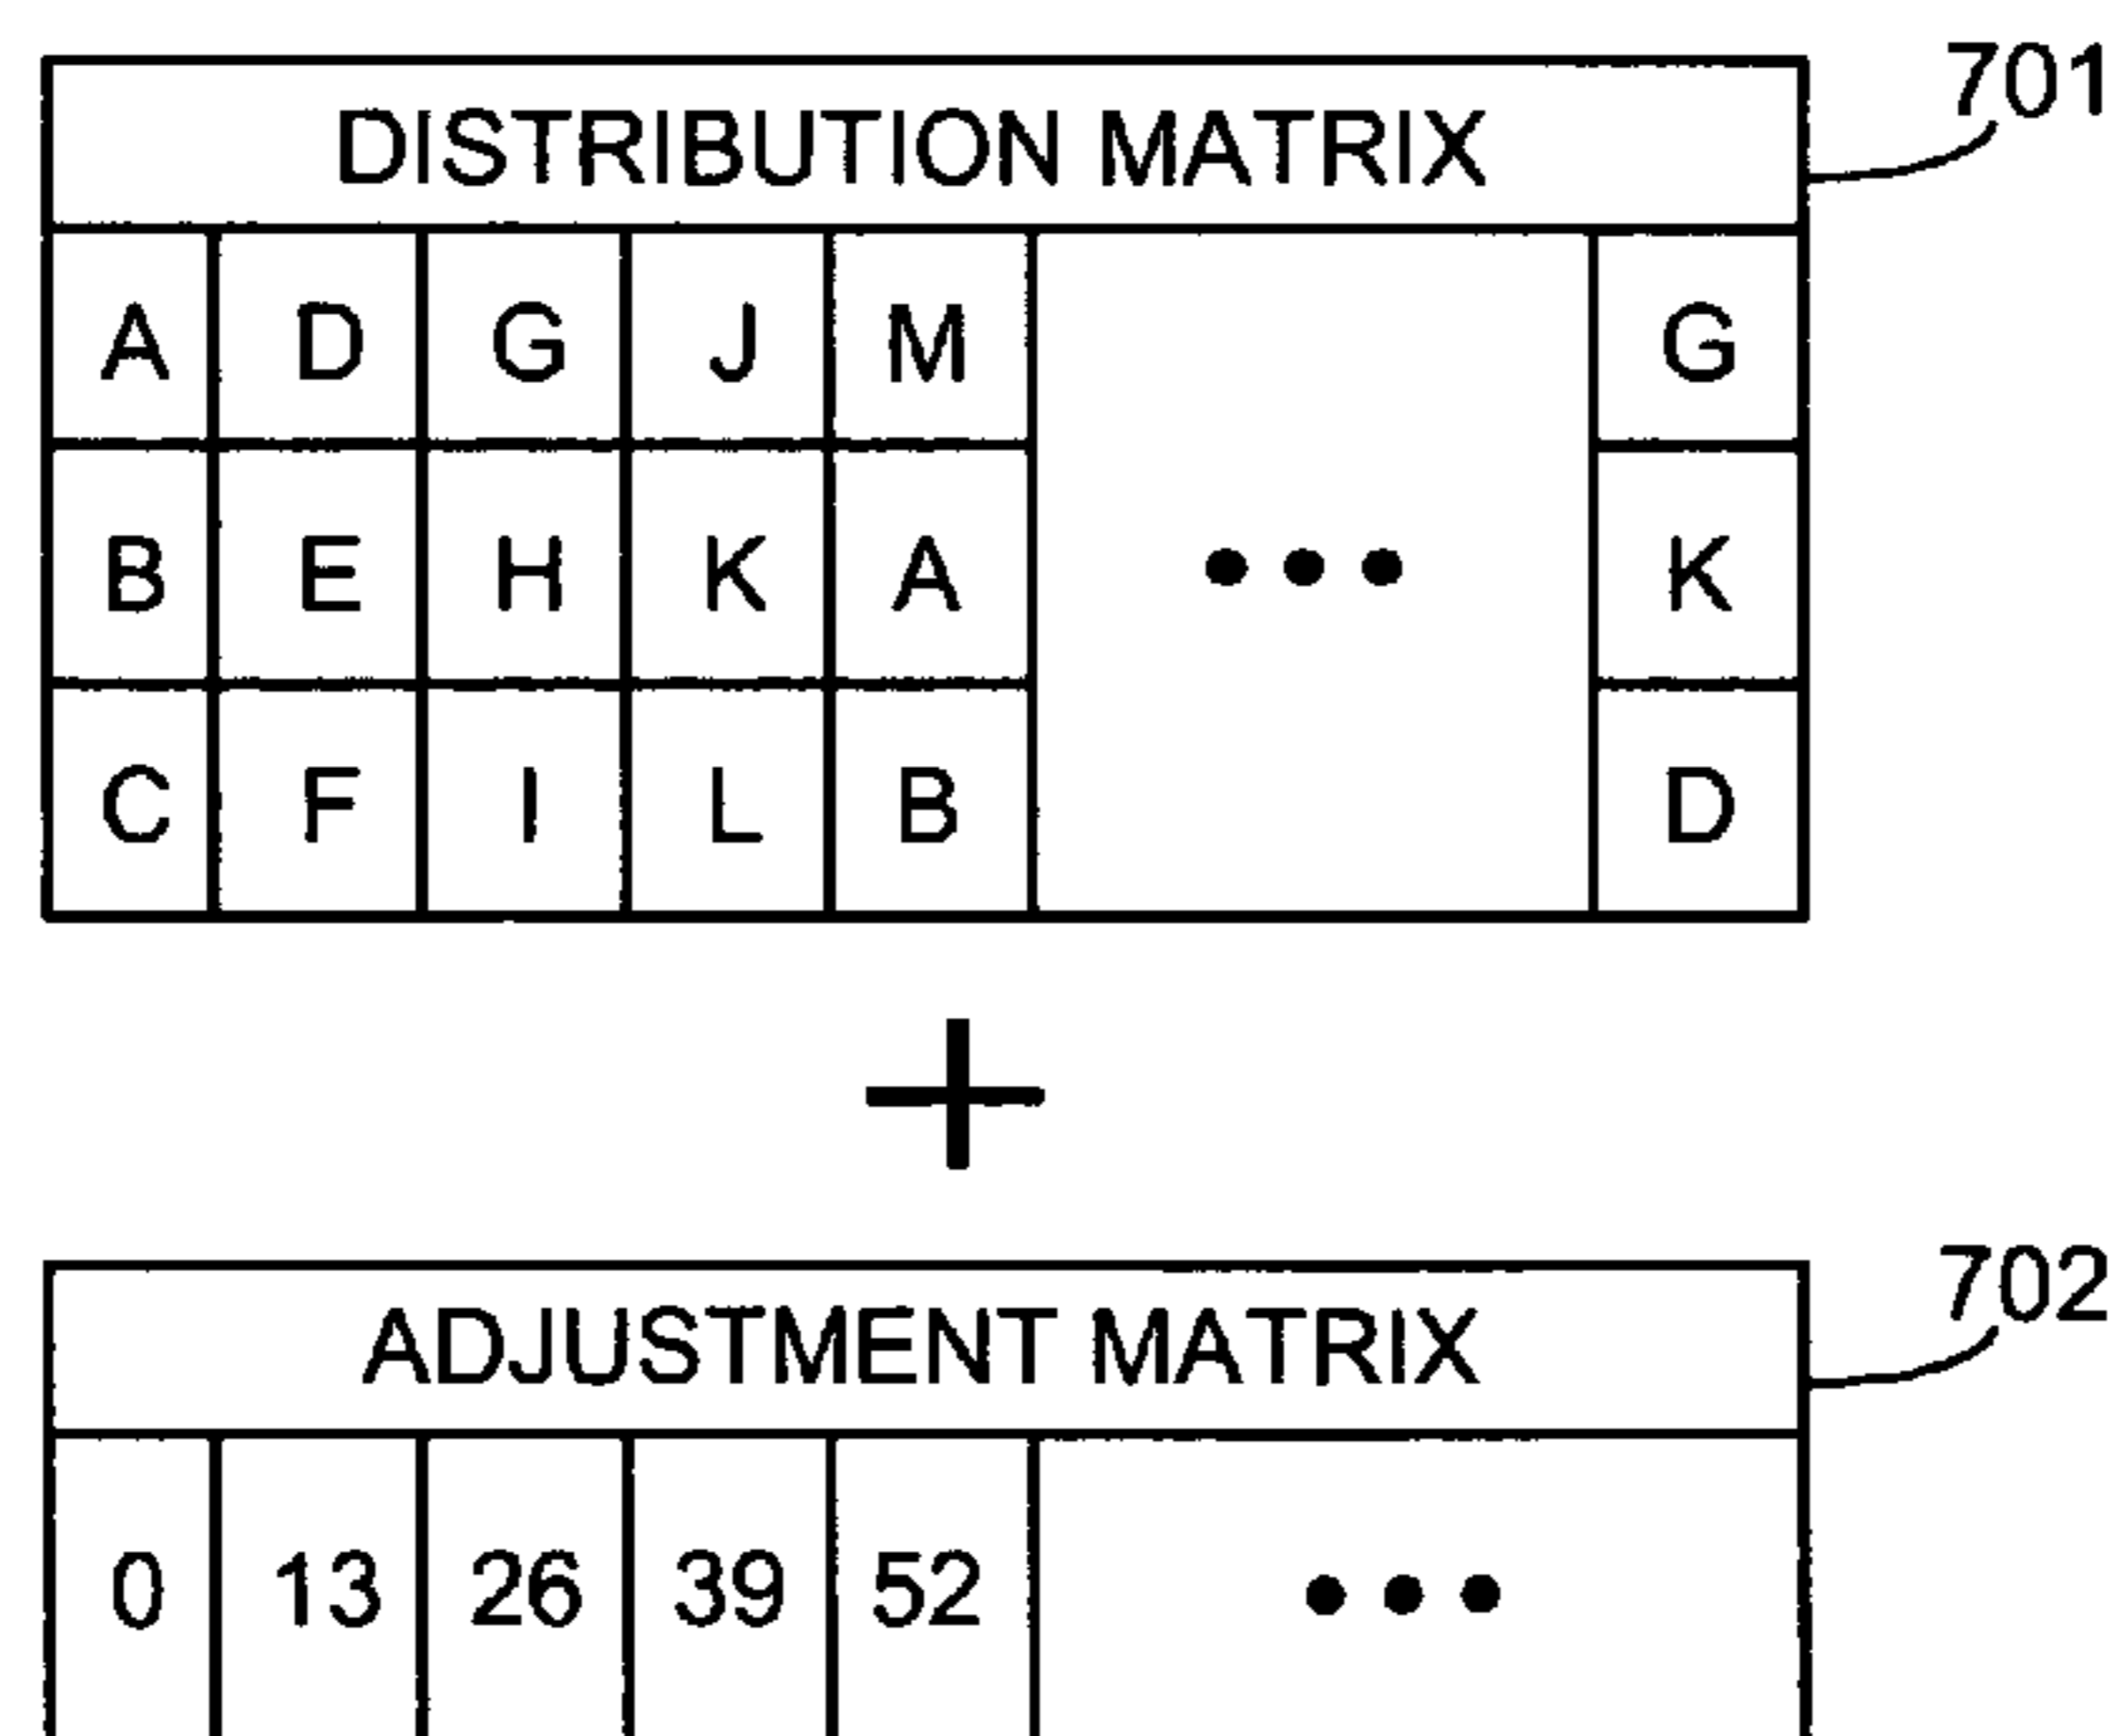 701
DISTRIBUTION MATRIX
A D G J M G
B E H K A ••• K
C F I L B D
+
702
ADJUSTMENT MATRIX
0 13 26 39 52 •••